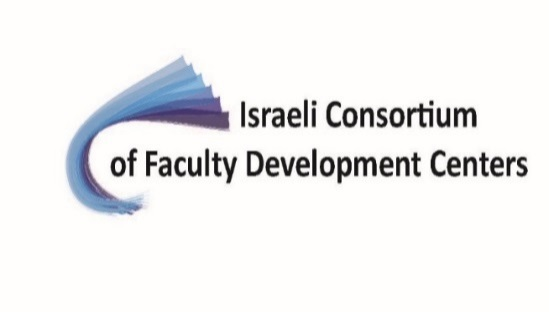 Israeli Consortium
of Faculty Development Centers